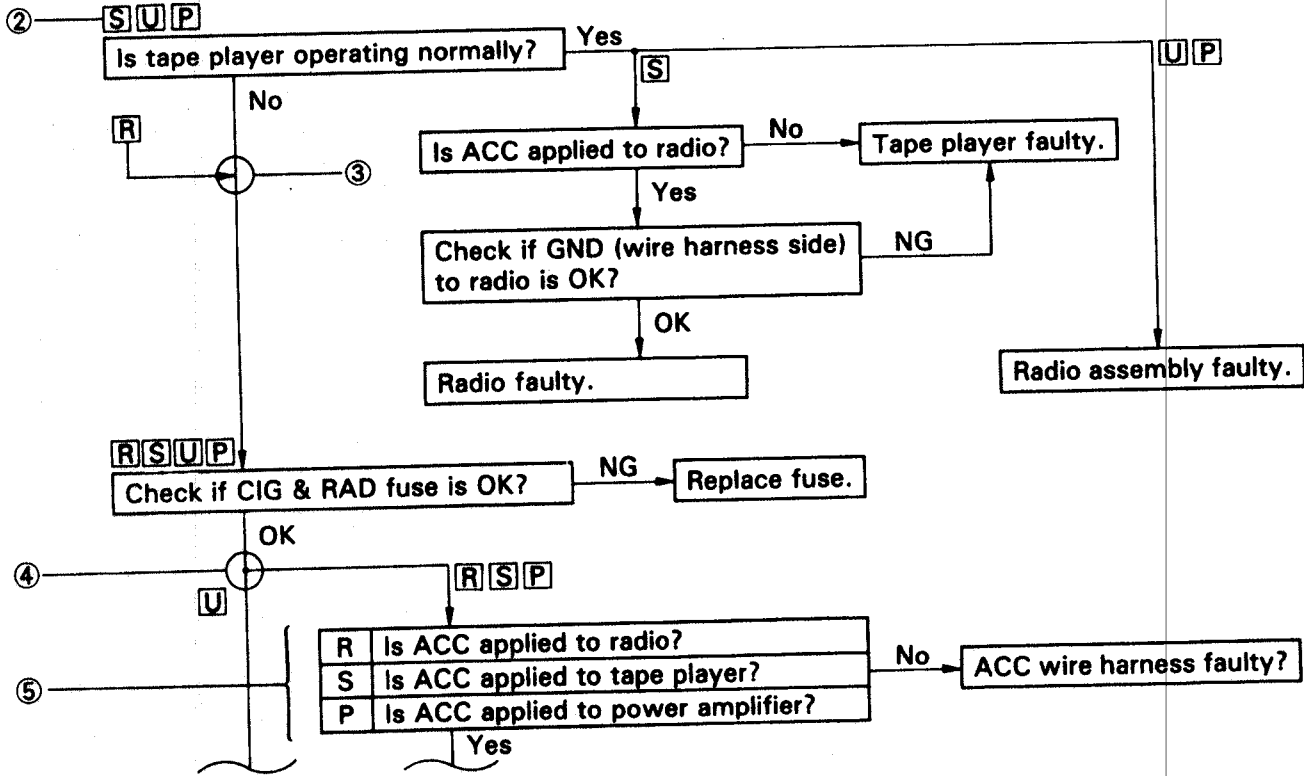 ② S U P
Is tape player operating normally? Yes
U P
S
No
R
Is ACC applied to radio? No Tape player faulty.
③
Yes
Check if GND (wire harness side) NG
to radio is OK?
OK
Radio faulty. Radio assembly faulty.
R S U P
Check if CIG & RAD fuse is OK? NG Replace fuse.
OK
④ R S P
U
R Is ACC applied to radio?
S Is ACC applied to tape player? No ACC wire harness faulty?
⑤
P Is ACC applied to power amplifier?
Yes